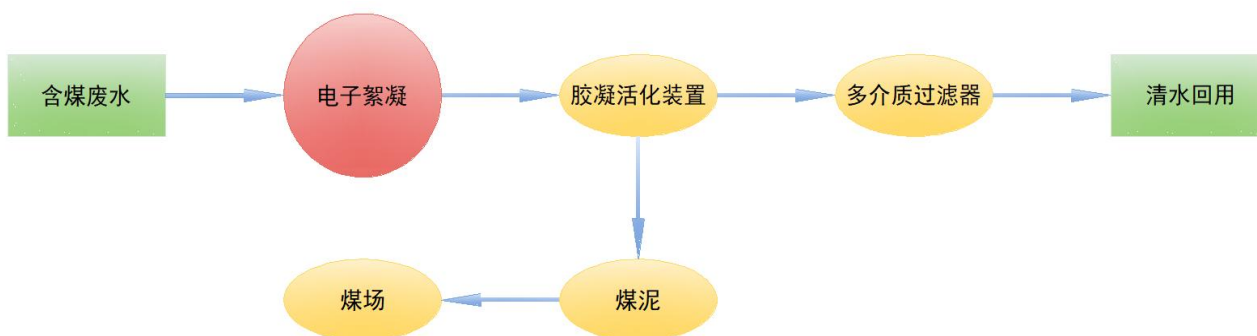 含煤废水
电子絮凝
胶凝活化装置
多介质过滤器
清水回用
煤场
煤泥